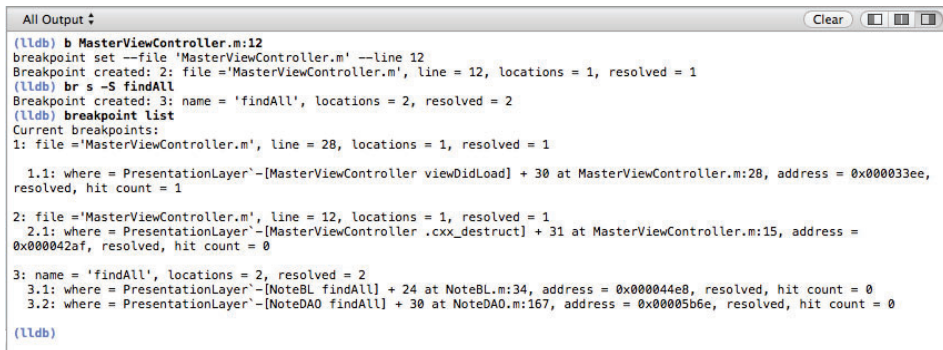 All Output
Clear
(lldb) b MasterViewController.m:12
breakpoint set --file 'MasterViewController.m' --line 12
Breakpoint created: 2: file ='MasterViewController.m', line = 12, locations = 1, resolved = 1
(lldb) br s -S findAll
Breakpoint created: 3: name = 'findAll', locations = 2, resolved = 2
(lldb) breakpoint list
Current breakpoints:
1: file ='MasterViewController.m', line = 28, locations = 1, resolved = 1
1.1: where = PresentationLayer`-[MasterViewController viewDidLoad] + 30 at MasterViewController.m:28, address = 0x000033ee,
resolved, hit count = 1
2: file ='MasterViewController.m', line = 12, locations = 1, resolved = 1
2.1: where = PresentationLayer`-[MasterViewController .cxx_destruct] + 31 at MasterViewController.m:15, address =
0x000042af, resolved, hit count = 0
3: name = 'findAll', locations = 2, resolved = 2
3.1: where = PresentationLayer`-[NoteBL findAll] + 24 at NoteBL.m:34, address = 0x000044e8, resolved, hit count = 0
3.2: where = PresentationLayer`-[NoteDAO findAll] + 30 at NoteDAO.m:167, address = 0x00005b6e, resolved, hit count = 0
(lldb)